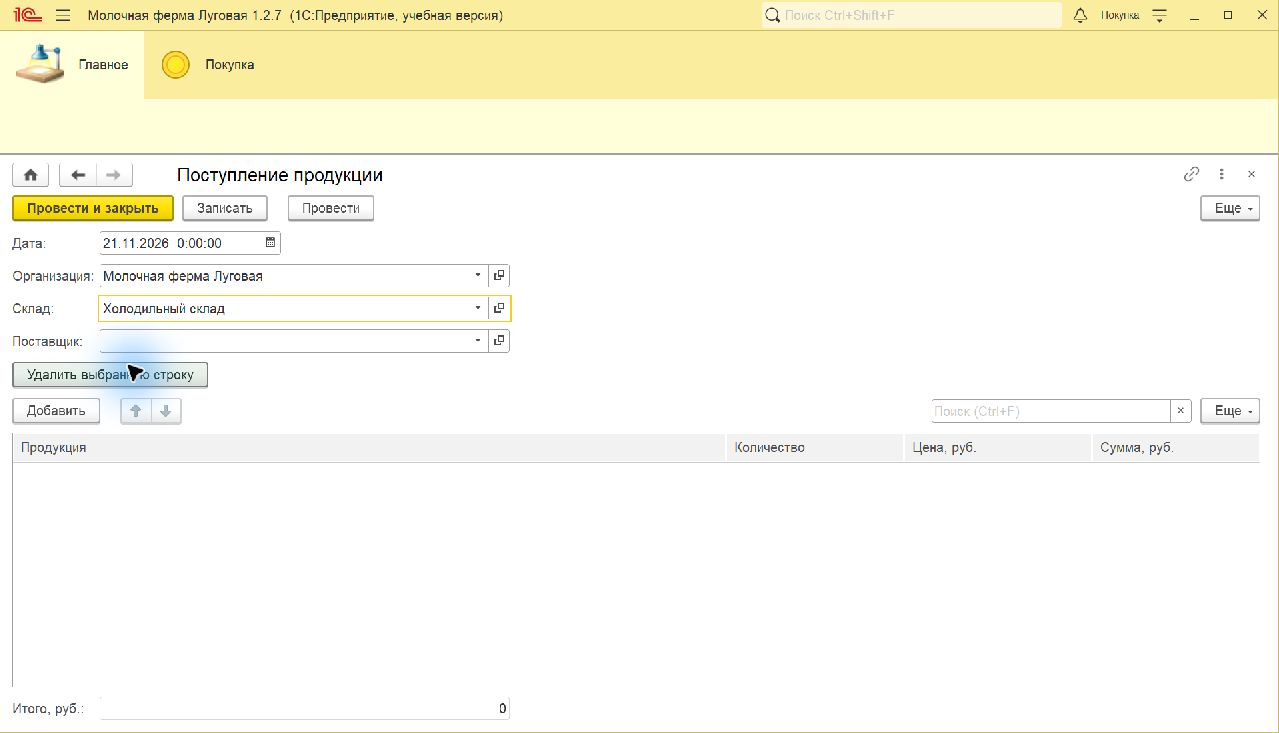 Молочная ферма Луговая 1.2.7 (1С:Предприятие, учебная версия)
Поиск Ctrl+Shift+F
Покупка
Главное
Покупка
Поступление продукции
Провести и закрыть
Записать
Провести
Еще
Дата:
21.11.2026 0:00:00
Организация:
Молочная ферма Луговая
Склад:
Холодильный склад
Поставщик:
Удалить выбранную строку
Добавить
Поиск (Ctrl+F)
Еще
Продукция
Количество
Цена, руб.
Сумма, руб.
Итого, руб.:
0